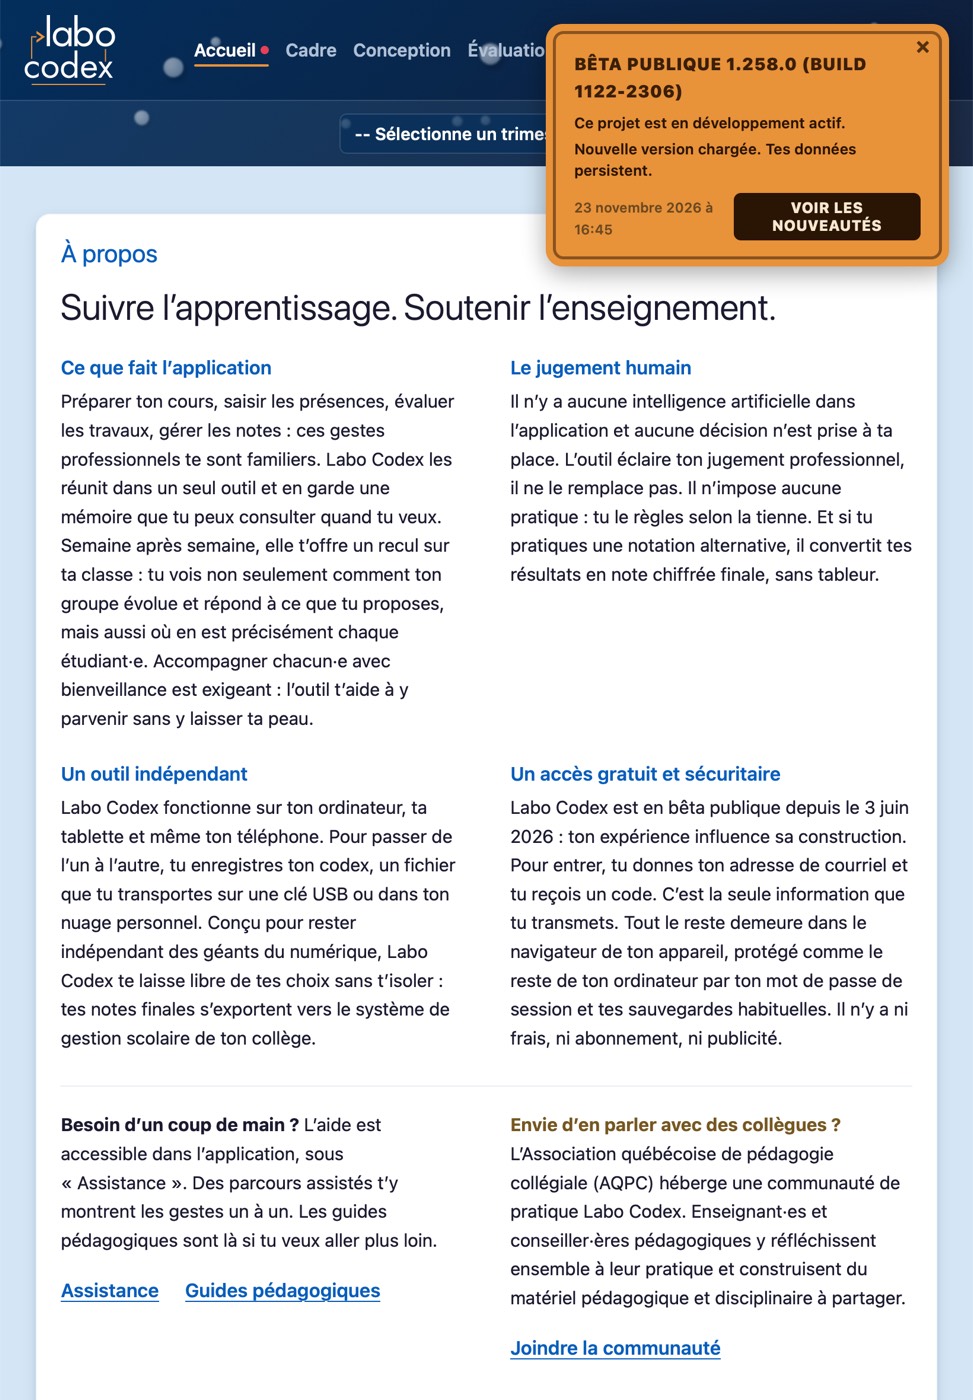 labo
codex
Accueil
Cadre
Conception
Évaluatio
-- Sélectionne un trimes
BÊTA PUBLIQUE 1.258.0 (BUILD
1122-2306)
Ce projet est en développement actif.
Nouvelle version chargée. Tes données
persistent.
23 novembre 2026 à
16:45
VOIR LES
NOUVEAUTÉS
À propos
Suivre l’apprentissage. Soutenir l’enseignement.
Ce que fait l’application
Préparer ton cours, saisir les présences, évaluer
les travaux, gérer les notes : ces gestes
professionnels te sont familiers. Labo Codex les
réunit dans un seul outil et en garde une
mémoire que tu peux consulter quand tu veux.
Semaine après semaine, elle t’offre un recul sur
ta classe : tu vois non seulement comment ton
groupe évolue et répond à ce que tu proposes,
mais aussi où en est précisément chaque
étudiant·e. Accompagner chacun·e avec
bienveillance est exigeant : l’outil t’aide à y
parvenir sans y laisser ta peau.
Le jugement humain
Il n’y a aucune intelligence artificielle dans
l’application et aucune décision n’est prise à ta
place. L’outil éclaire ton jugement professionnel,
il ne le remplace pas. Il n’impose aucune
pratique : tu le règles selon la tienne. Et si tu
pratiques une notation alternative, il convertit tes
résultats en note chiffrée finale, sans tableur.
Un outil indépendant
Labo Codex fonctionne sur ton ordinateur, ta
tablette et même ton téléphone. Pour passer de
l’un à l’autre, tu enregistres ton codex, un fichier
que tu transportes sur une clé USB ou dans ton
nuage personnel. Conçu pour rester
indépendant des géants du numérique, Labo
Codex te laisse libre de tes choix sans t’isoler :
tes notes finales s’exportent vers le système de
gestion scolaire de ton collège.
Un accès gratuit et sécuritaire
Labo Codex est en bêta publique depuis le 3 juin
2026 : ton expérience influence sa construction.
Pour entrer, tu donnes ton adresse de courriel et
tu reçois un code. C’est la seule information que
tu transmets. Tout le reste demeure dans le
navigateur de ton appareil, protégé comme le
reste de ton ordinateur par ton mot de passe de
session et tes sauvegardes habituelles. Il n’y a ni
frais, ni abonnement, ni publicité.
Besoin d’un coup de main ? L’aide est
accessible dans l’application, sous
« Assistance ». Des parcours assistés t’y
montrent les gestes un à un. Les guides
pédagogiques sont là si tu veux aller plus loin.
Assistance
Guides pédagogiques
Envie d’en parler avec des collègues ?
L’Association québécoise de pédagogie
collégiale (AQPC) héberge une communauté de
pratique Labo Codex. Enseignant·es et
conseiller·ères pédagogiques y réfléchissent
ensemble à leur pratique et construisent du
matériel pédagogique et disciplinaire à partager.
Joindre la communauté